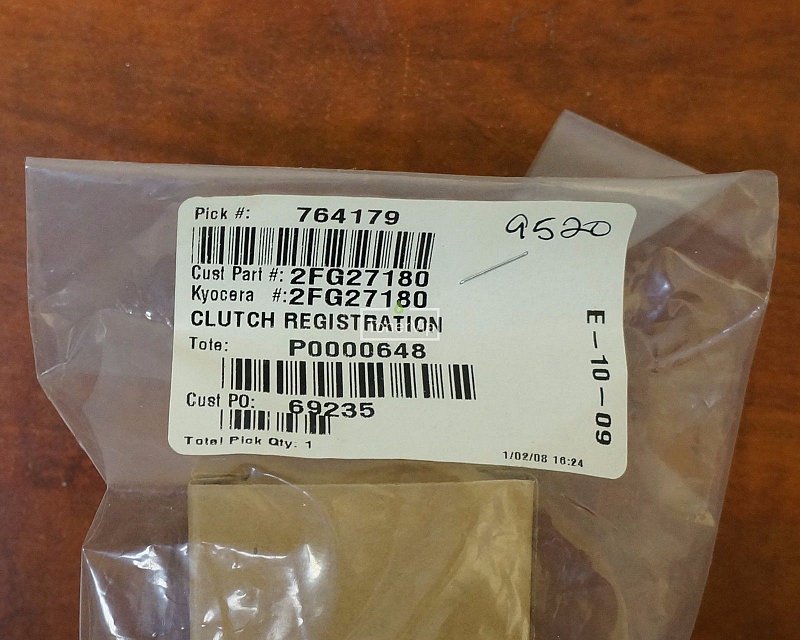 Pick #: 764179
9520
Cust Part #: 2FG27180
Kyocera #: 2FG27180
CLUTCH REGISTRATION
Tote: P0000648
Cust PO: 69235
Total Pick Qty: 1
1/02/08 16:24
E-10-09